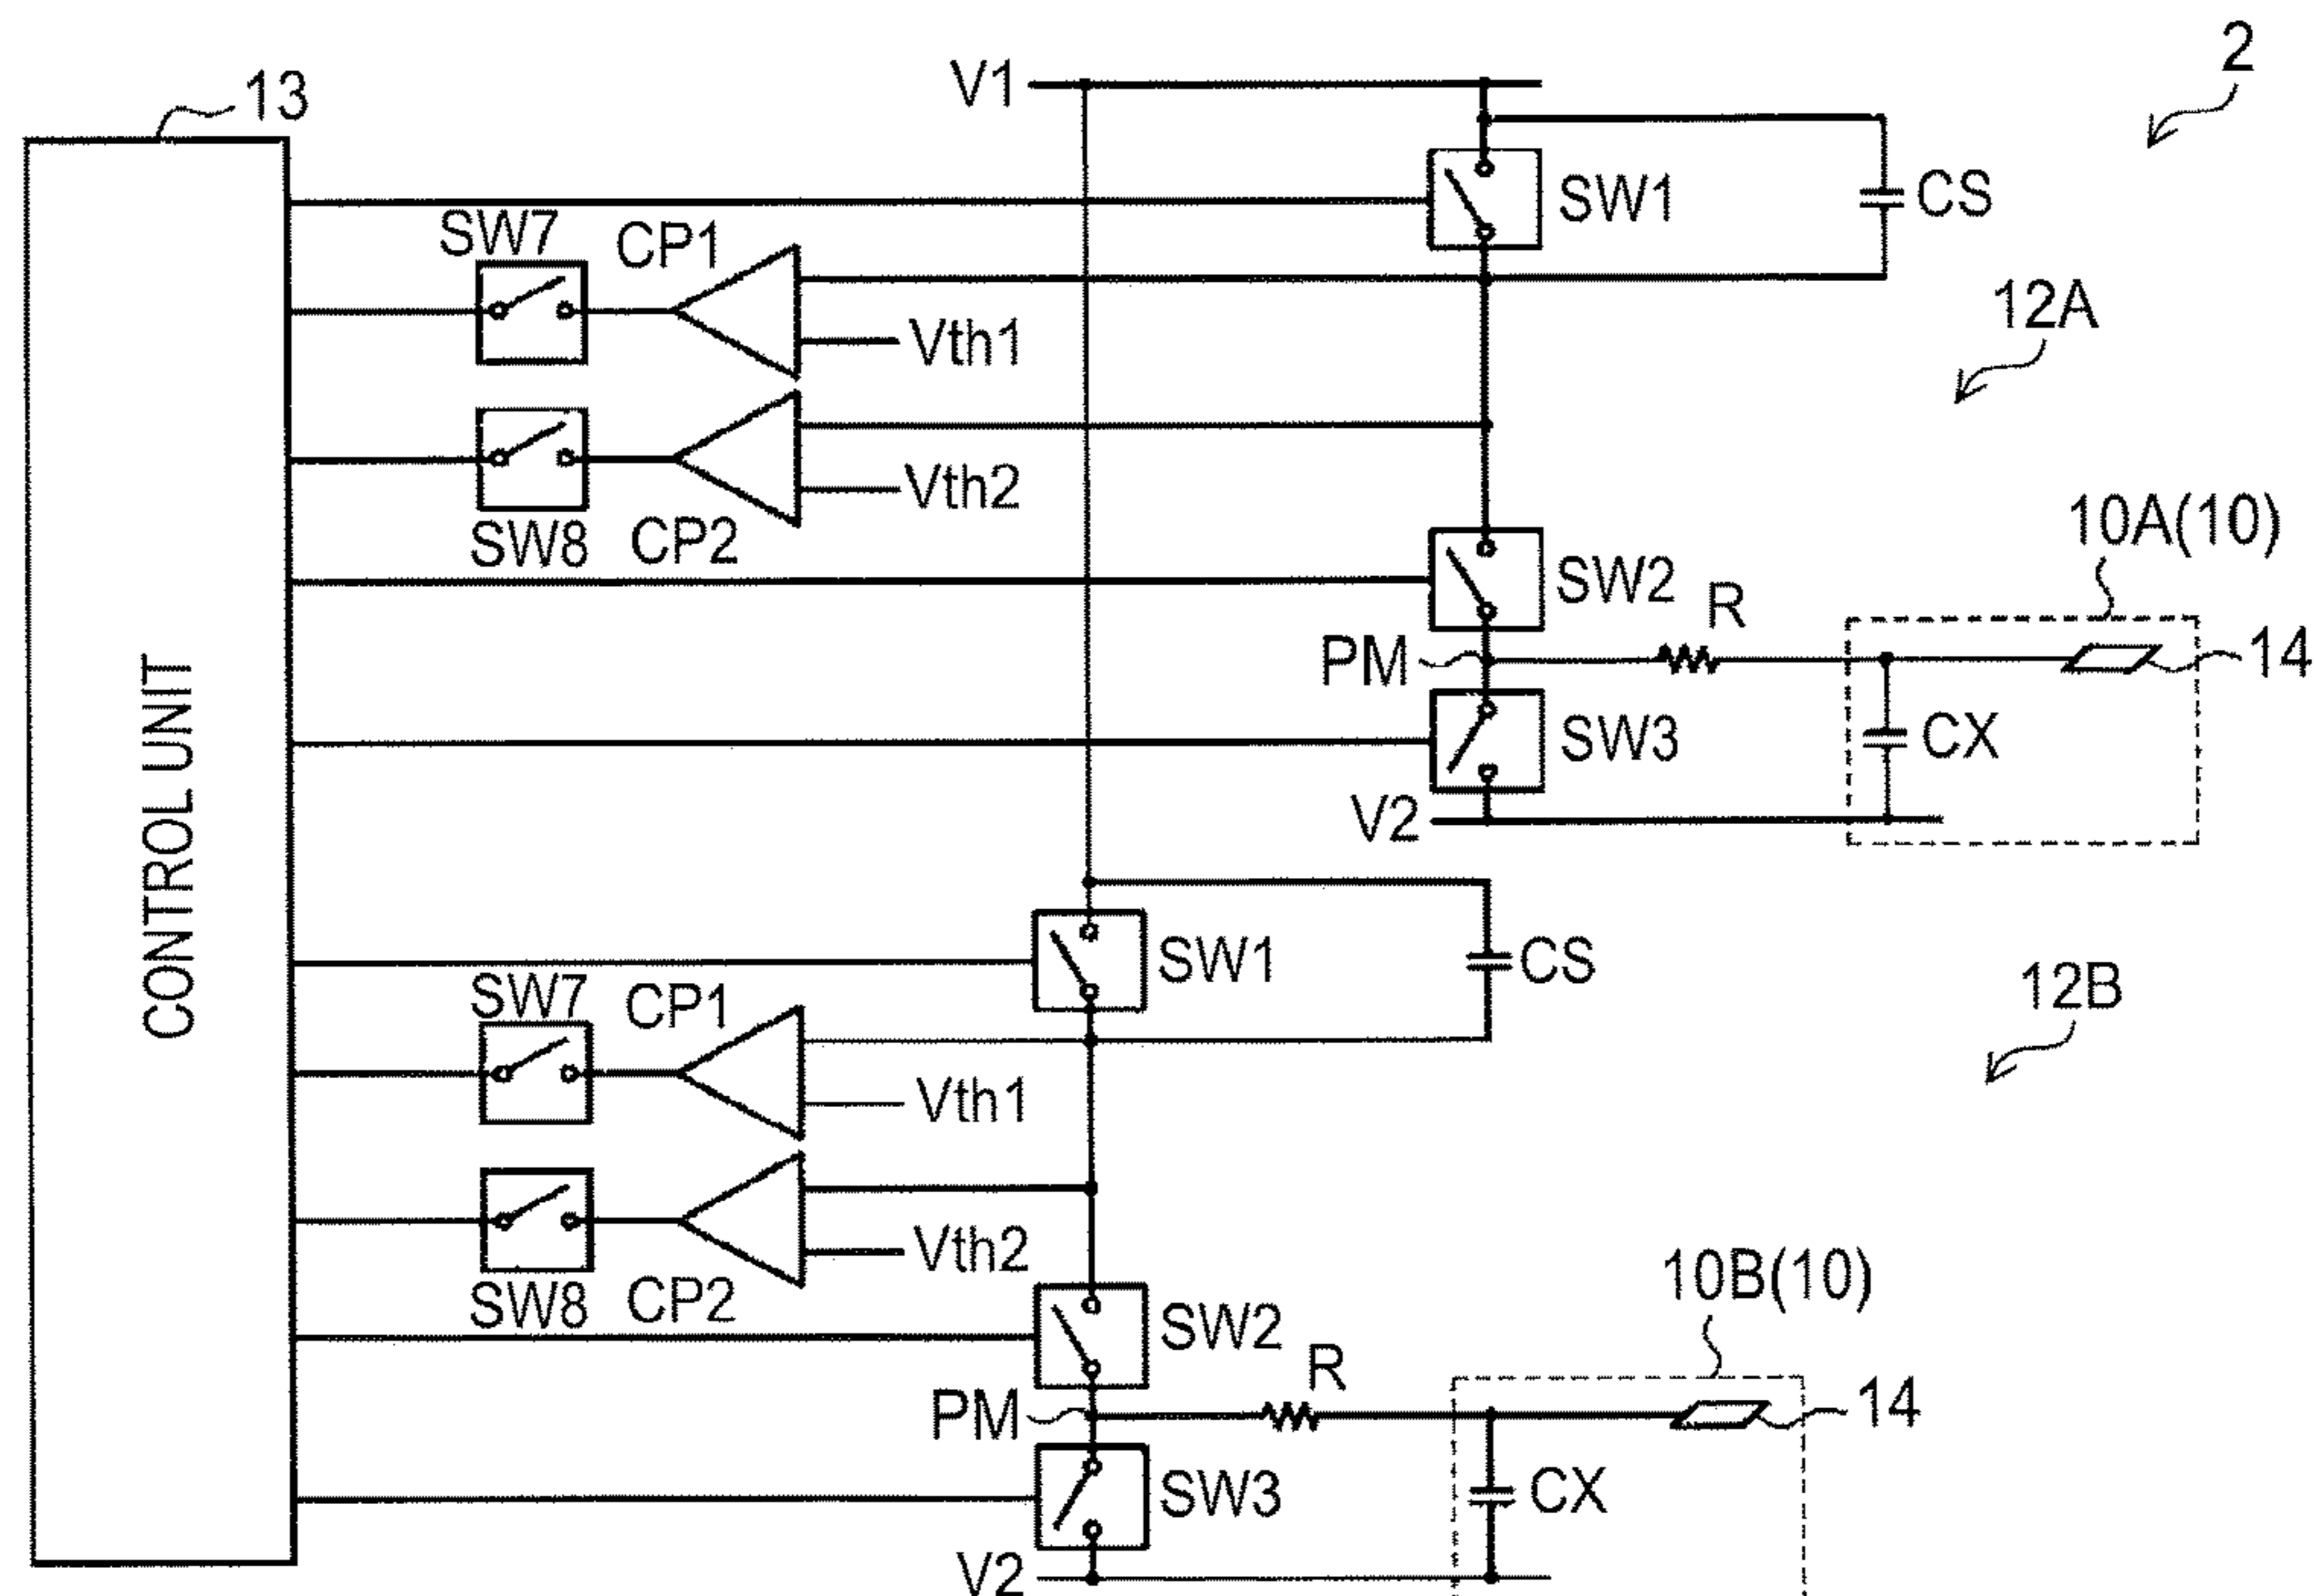 2
13
V1
SW1
CS
SW7
CP1
Vth1
12A
Vth2
SW8
CP2
10A(10)
SW2
R
PM
14
SW3
CX
V2
CONTROL UNIT
SW1
CS
12B
SW7
CP1
Vth1
Vth2
SW8
CP2
10B(10)
SW2
R
PM
14
SW3
CX
V2